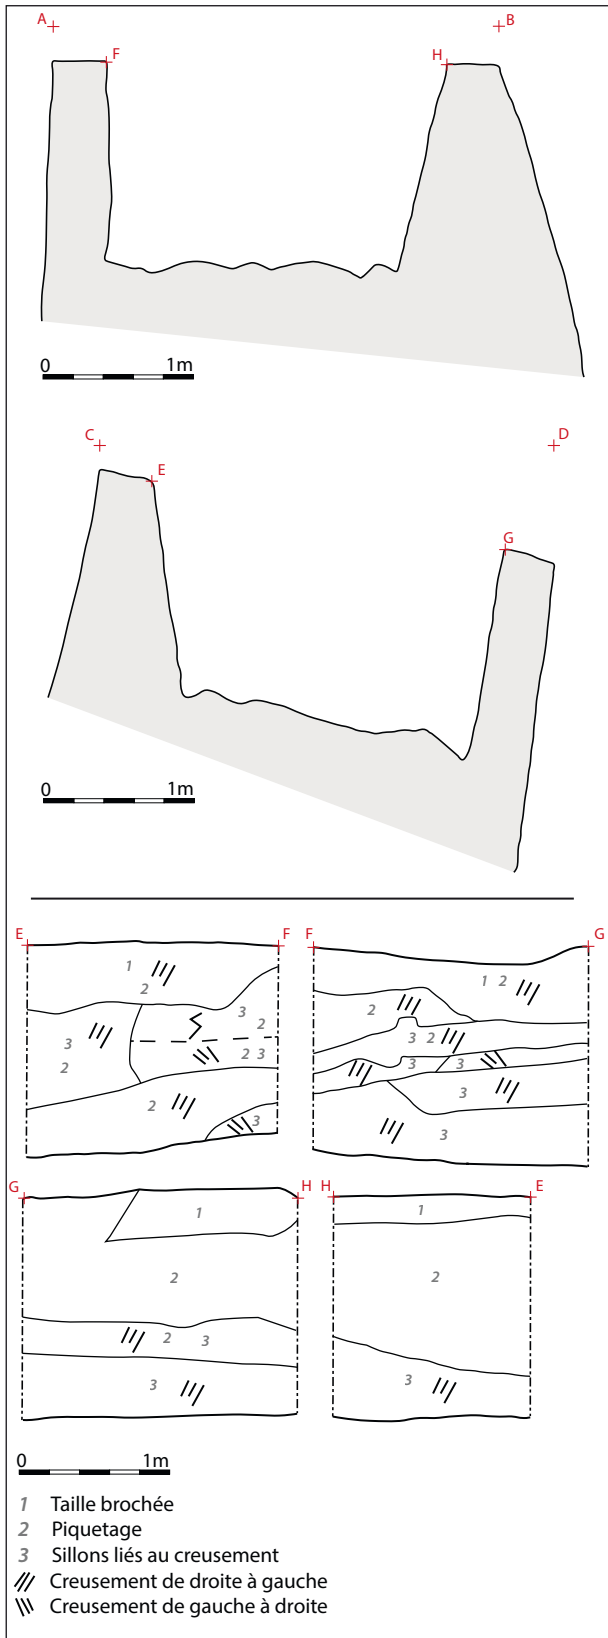 A B
F H
0 1m
C D
E
G
0 1m
E F F G
1 1 2
2
3 2
2 3 2
3 2 3 3 3
2
2 3
3 3
G H H E
1 1
2 2
2 3
3 3
0 1m
1 Taille brochée
2 Piquetage
3 Sillons liés au creusement
Creusement de droite à gauche
Creusement de gauche à droite